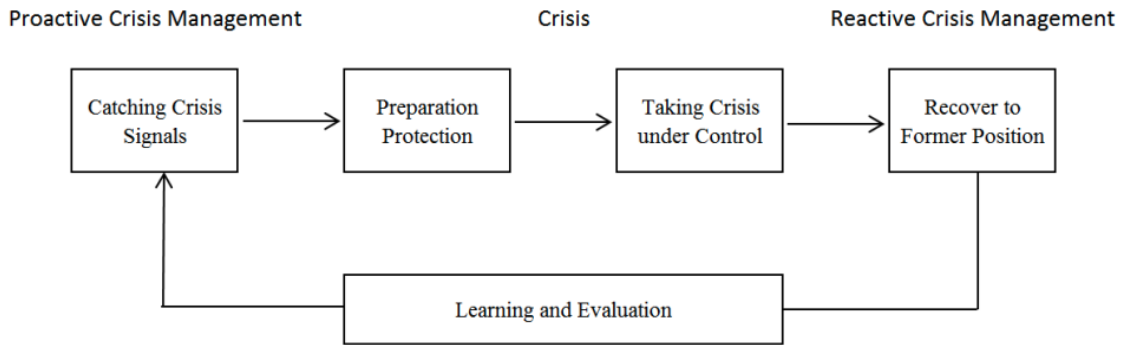 Proactive Crisis Management
Crisis
Reactive Crisis Management
Catching Crisis
Signals
Preparation
Protection
Taking Crisis
under Control
Recover to
Former Position
Learning and Evaluation